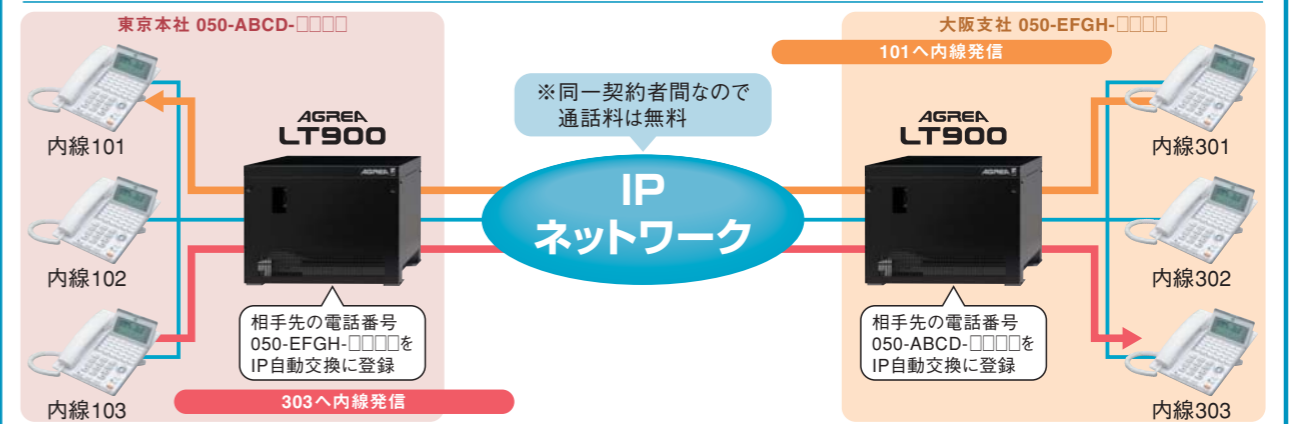 東京本社 050-ABCD-□□□□
大阪支社 050-EFGH-□□□□
101へ内線発信
※同一契約者間なので
通話料は無料
AGREA
LT900
AGREA
LT900
内線101
内線301
AGREA
AGREA
IP
ネットワーク
内線102
内線302
相手先の電話番号
050-EFGH-□□□□を
IP自動交換に登録
相手先の電話番号
050-ABCD-□□□□を
IP自動交換に登録
303へ内線発信
内線103
内線303